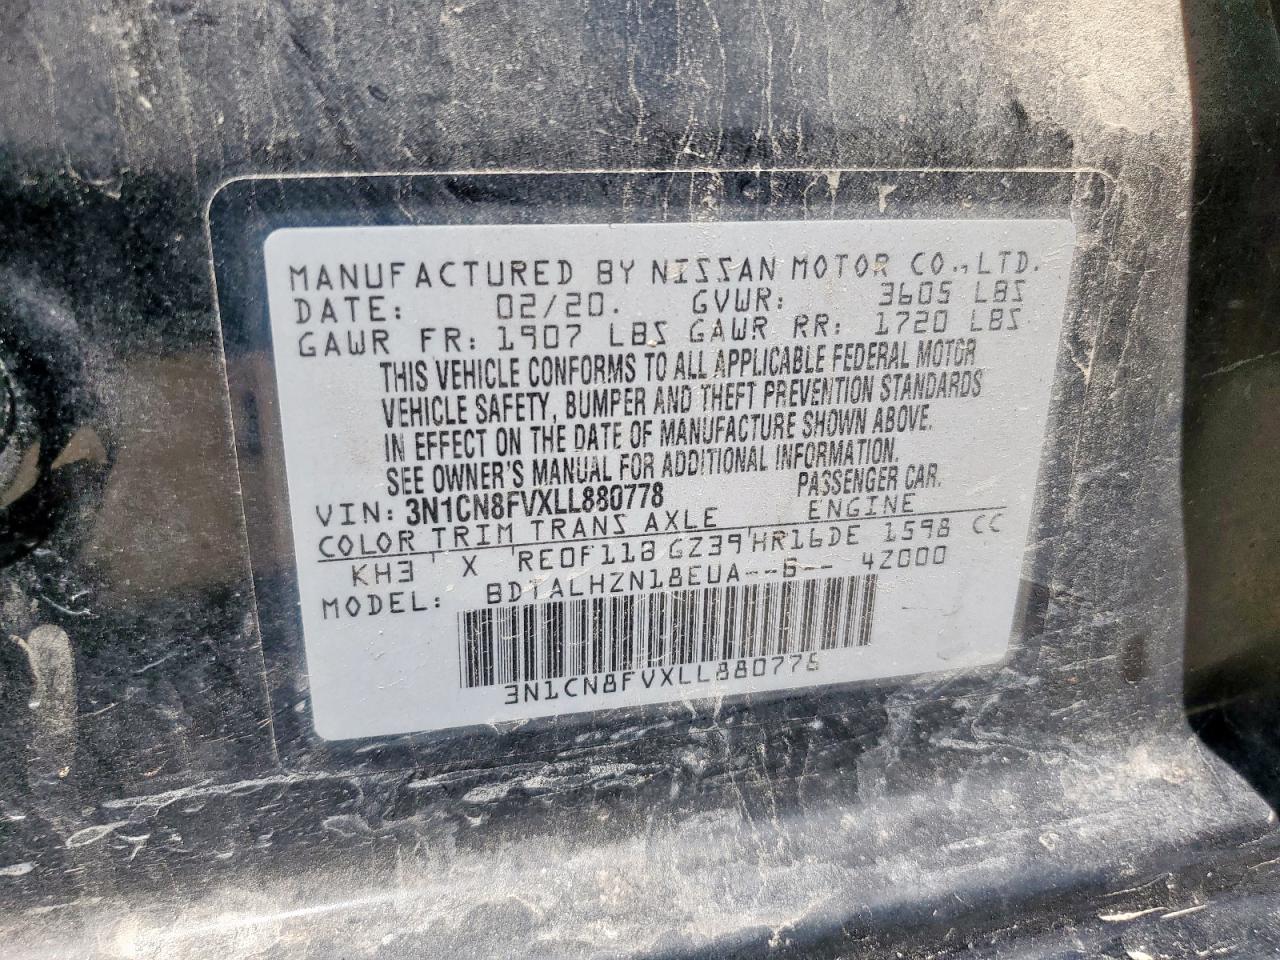 MANUFACTURED BY NISSAN MOTOR CO., LTD.
DATE: 02/20. GVWR: 3605 LBS
GAWR FR: 1907 LBS GAWR RR: 1720 LBS
THIS VEHICLE CONFORMS TO ALL APPLICABLE FEDERAL MOTOR
VEHICLE SAFETY, BUMPER AND THEFT PREVENTION STANDARDS
IN EFFECT ON THE DATE OF MANUFACTURE SHOWN ABOVE.
SEE OWNER'S MANUAL FOR ADDITIONAL INFORMATION.
VIN: 3N1CN8FVXLL880778 PASSENGER CAR.
COLOR TRIM TRANS AXLE ENGINE
KH3 X RE0F11B GZ39 HR16DE 1598 CC
MODEL: BDTALHZN18EUA--6-- 4Z000
3N1CN8FVXLL880778